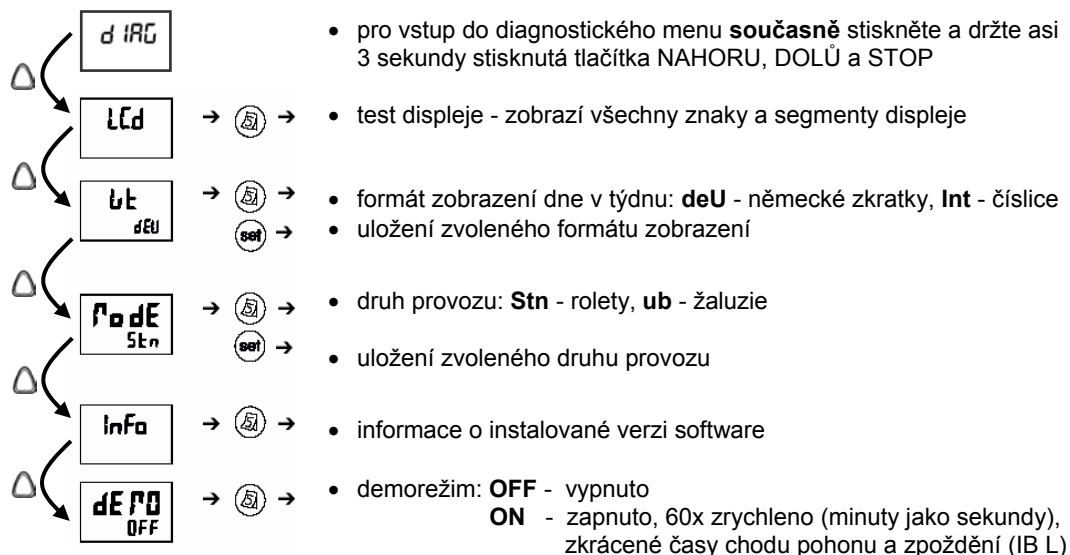 dIAG
• pro vstup do diagnostického menu současně stiskněte a držte asi
3 sekundy stisknutá tlačítka NAHORU, DOLŮ a STOP
LCd
• test displeje - zobrazí všechny znaky a segmenty displeje
dEU
• formát zobrazení dne v týdnu: deU - německé zkratky, Int - číslice
set
• uložení zvoleného formátu zobrazení
ModE
Stn
• druh provozu: Stn - rolety, ub - žaluzie
set
• uložení zvoleného druhu provozu
InFo
• informace o instalované verzi software
dEMO
OFF
• demorežim: OFF - vypnuto
ON - zapnuto, 60x zrychleno (minuty jako sekundy),
zkrácené časy chodu pohonu a zpoždění (IB L)